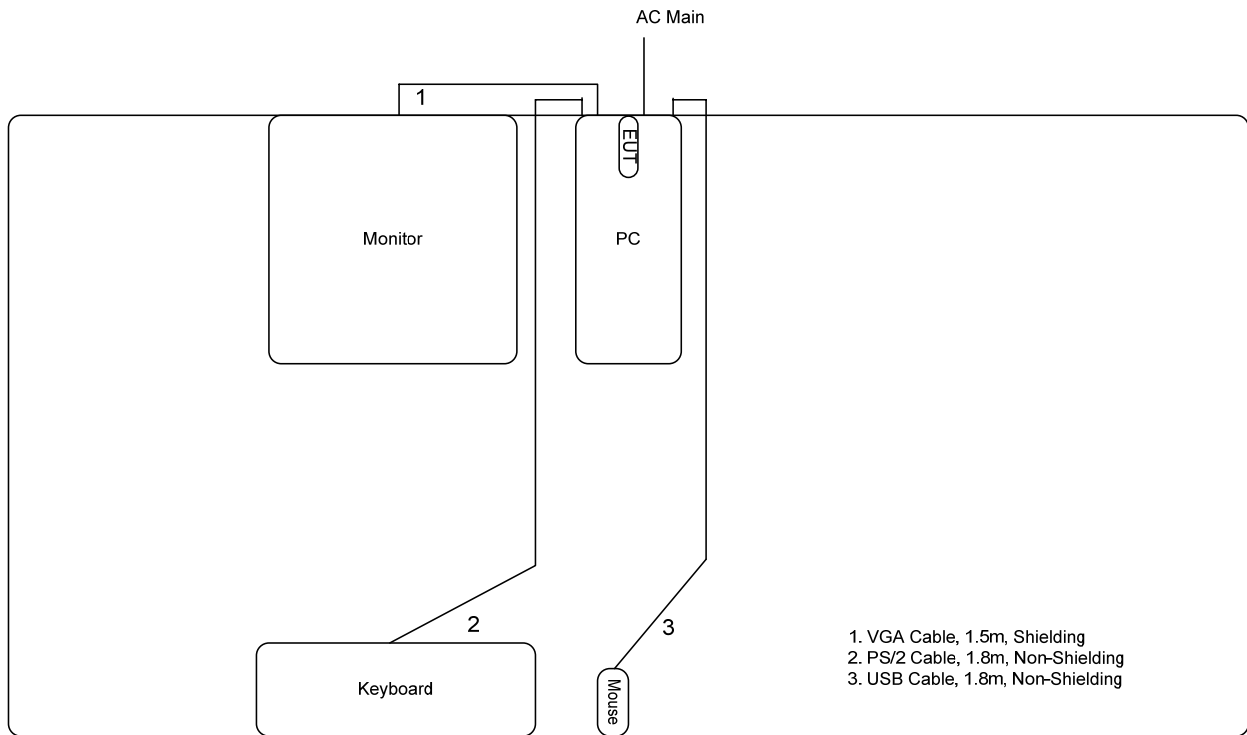 AC Main
1
EUT
Monitor
PC
2
3
1. VGA Cable, 1.5m, Shielding
2. PS/2 Cable, 1.8m, Non-Shielding
3. USB Cable, 1.8m, Non-Shielding
Keyboard
Mouse